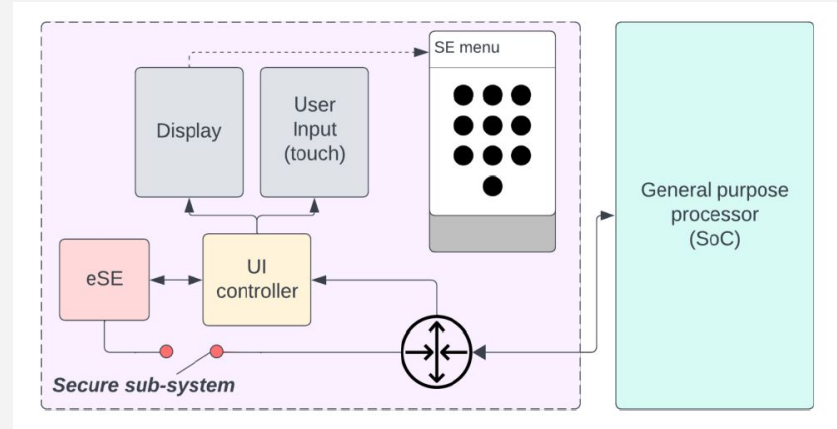 SE menu
Display
User
Input
(touch)
General purpose
processor
(SoC)
eSE
UI
controller
Secure sub-system